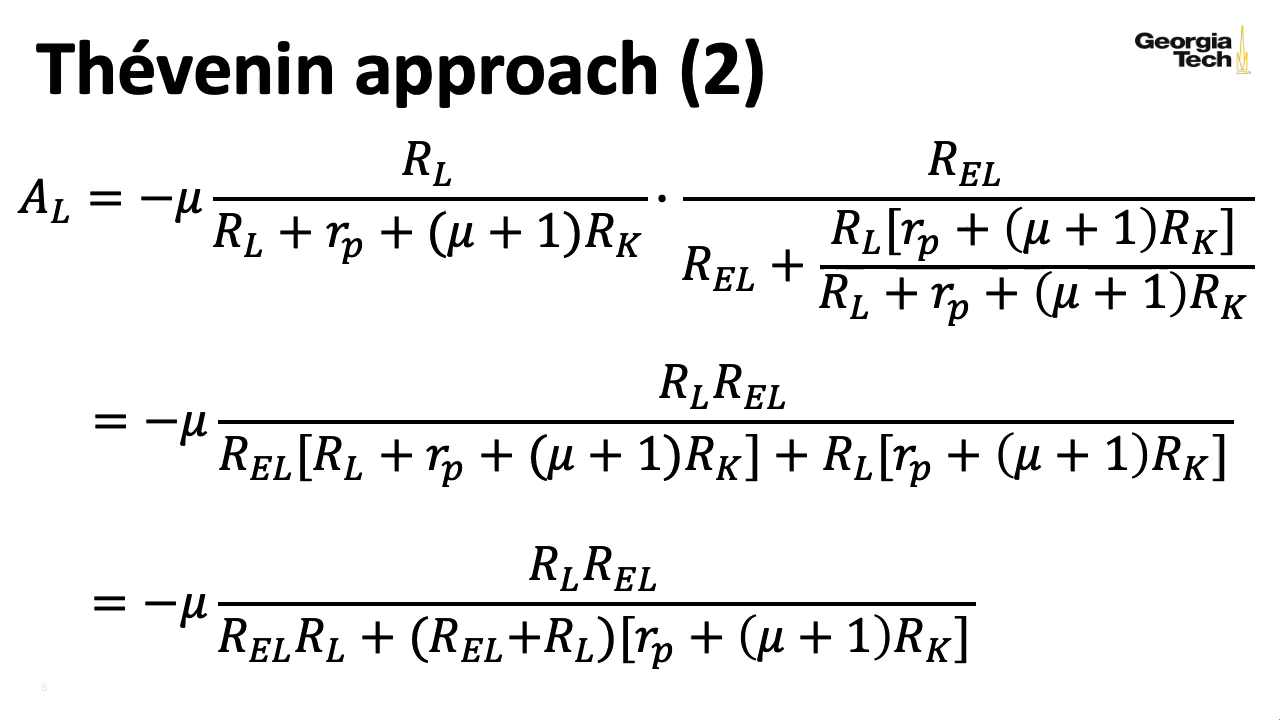 Thévenin approach (2)
Georgia
Tech
A_L = −μ R_L / (R_L + r_p + (μ + 1)R_K) · R_EL / (R_EL + R_L[r_p + (μ + 1)R_K] / (R_L + r_p + (μ + 1)R_K))
= −μ R_L R_EL / (R_EL[R_L + r_p + (μ + 1)R_K] + R_L[r_p + (μ + 1)R_K])
= −μ R_L R_EL / (R_EL R_L + (R_EL+R_L)[r_p + (μ + 1)R_K])
5